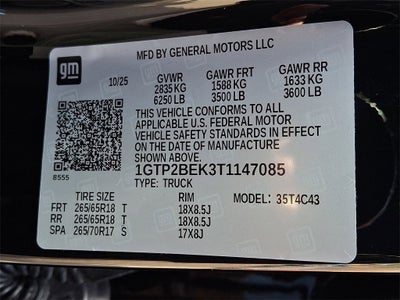 gm
MFD BY GENERAL MOTORS LLC
10/25 GVWR GAWR FRT GAWR RR
2835 KG 1588 KG 1633 KG
6250 LB 3500 LB 3600 LB
THIS VEHICLE CONFORMS TO ALL
APPLICABLE U.S. FEDERAL MOTOR
VEHICLE SAFETY STANDARDS IN EFFECT
ON THE DATE OF MANUFACTURE
B555
1GTP2BEK3T1147085
TYPE: TRUCK
TIRE SIZE RIM MODEL: 35T4C43
FRT 265/65R18 T 18X8.5J
RR 265/65R18 T 18X8.5J
SPA 265/70R17 S 17X8J